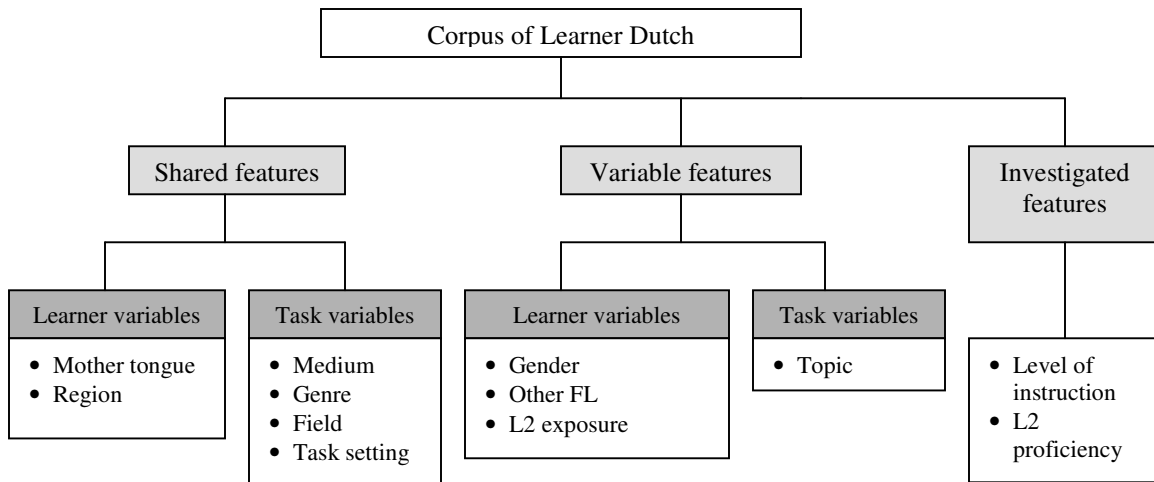 Corpus of Learner Dutch
Shared features
Variable features
Investigated
features
Learner variables
• Mother tongue
• Region
Task variables
• Medium
• Genre
• Field
• Task setting
Learner variables
• Gender
• Other FL
• L2 exposure
Task variables
• Topic
• Level of
instruction
• L2
proficiency